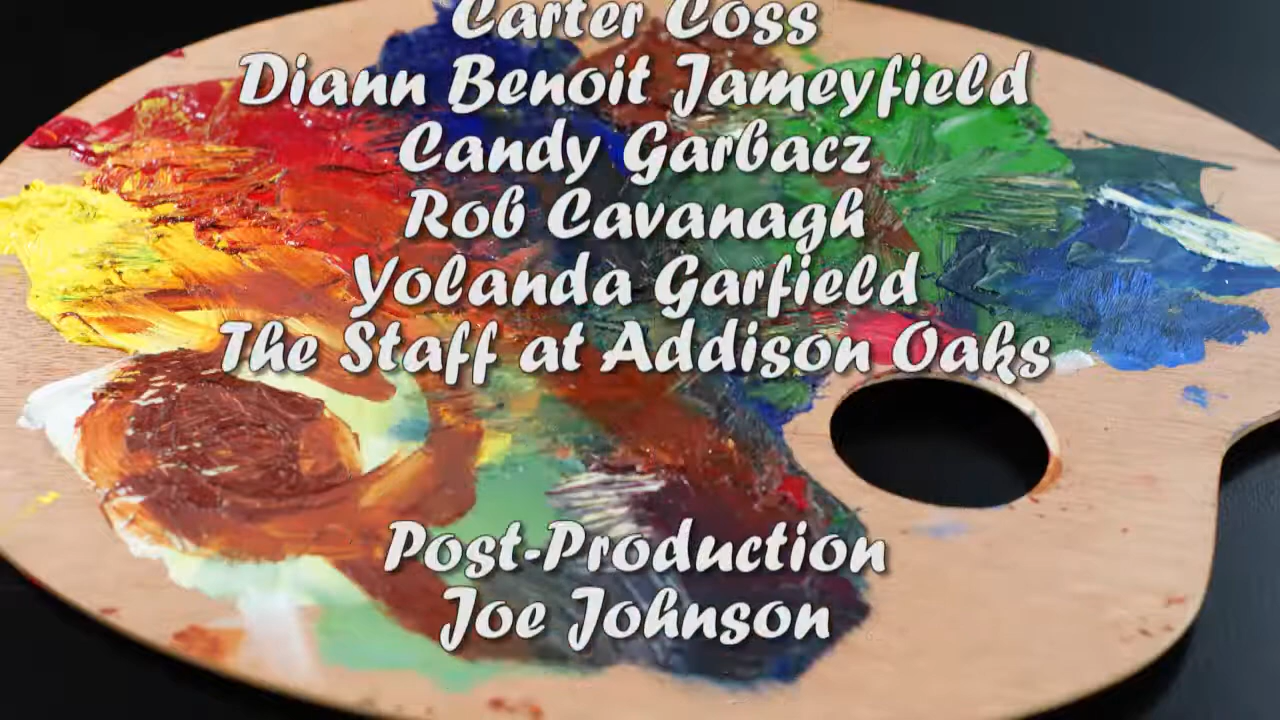 Carter Coss
Diann Benoit Jameyfield
Candy Garbacz
Rob Cavanagh
Yolanda Garfield
The Staff at Addison Oaks
Post-Production
Joe Johnson